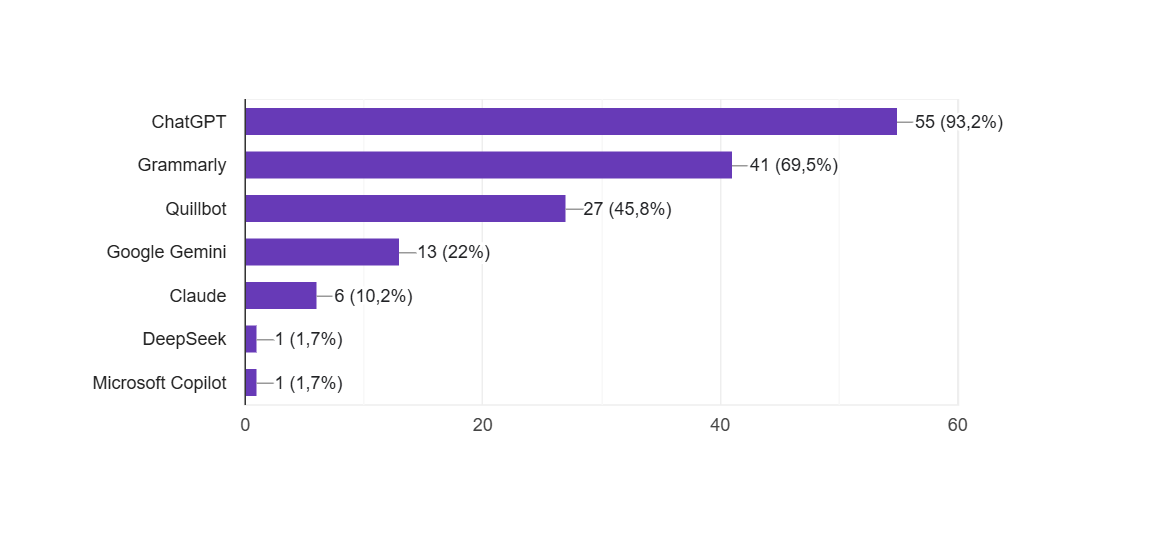 ChatGPT 55 (93,2%)
Grammarly 41 (69,5%)
Quillbot 27 (45,8%)
Google Gemini 13 (22%)
Claude 6 (10,2%)
DeepSeek 1 (1,7%)
Microsoft Copilot 1 (1,7%)
0 20 40 60